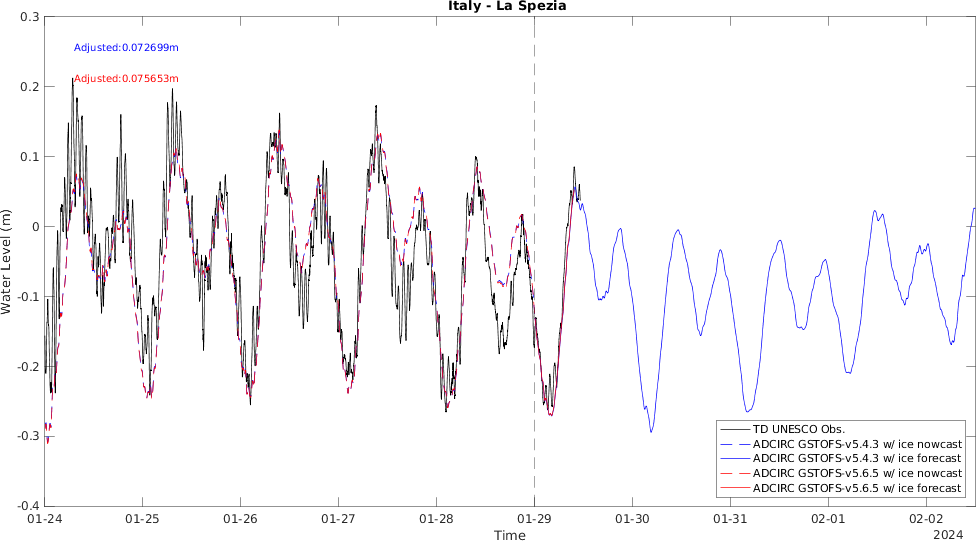 Italy - La Spezia
0.3
Adjusted:0.072699m
Adjusted:0.075653m
0.2
0.1
0
-0.1
-0.2
-0.3
-0.4
Water Level (m)
TD UNESCO Obs.
ADCIRC GSTOFS-v5.4.3 w/ ice nowcast
ADCIRC GSTOFS-v5.4.3 w/ ice forecast
ADCIRC GSTOFS-v5.6.5 w/ ice nowcast
ADCIRC GSTOFS-v5.6.5 w/ ice forecast
01-24 01-25 01-26 01-27 01-28 01-29 01-30 01-31 02-01 02-02
Time
2024